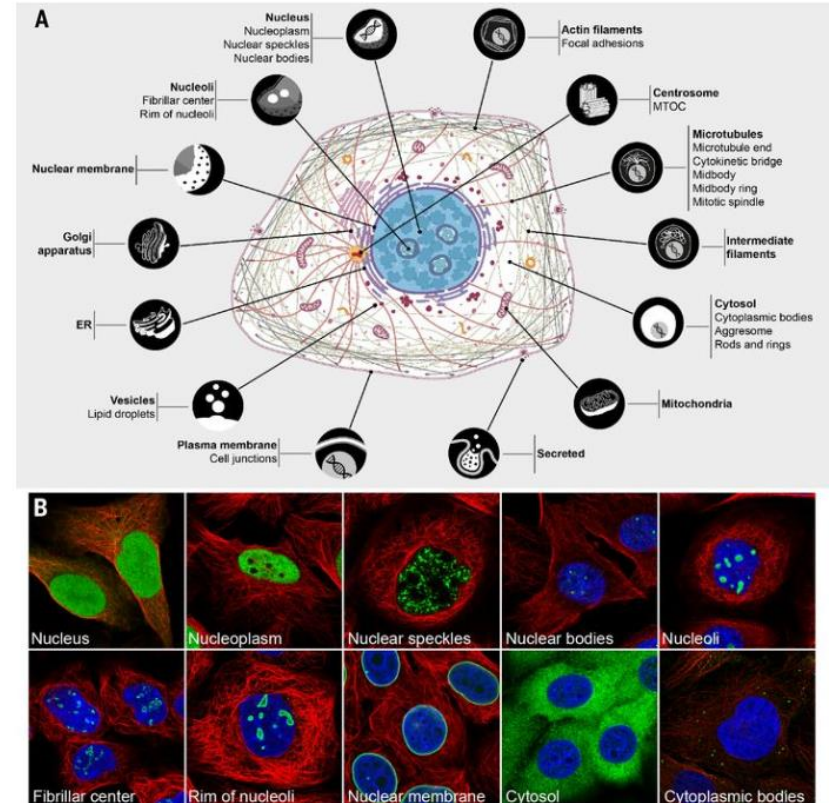 A
Nucleus
Nucleoplasm
Nuclear speckles
Nuclear bodies
Actin filaments
Focal adhesions
Nucleoli
Fibrillar center
Rim of nucleoli
Centrosome
MTOC
Nuclear membrane
Microtubules
Microtubule end
Cytokinetic bridge
Midbody
Midbody ring
Mitotic spindle
Golgi
apparatus
Intermediate
filaments
ER
Cytosol
Cytoplasmic bodies
Aggresome
Rods and rings
Vesicles
Lipid droplets
Mitochondria
Plasma membrane
Cell junctions
Secreted
B
Nucleus
Nucleoplasm
Nuclear speckles
Nuclear bodies
Nucleoli
Fibrillar center
Rim of nucleoli
Nuclear membrane
Cytosol
Cytoplasmic bodies